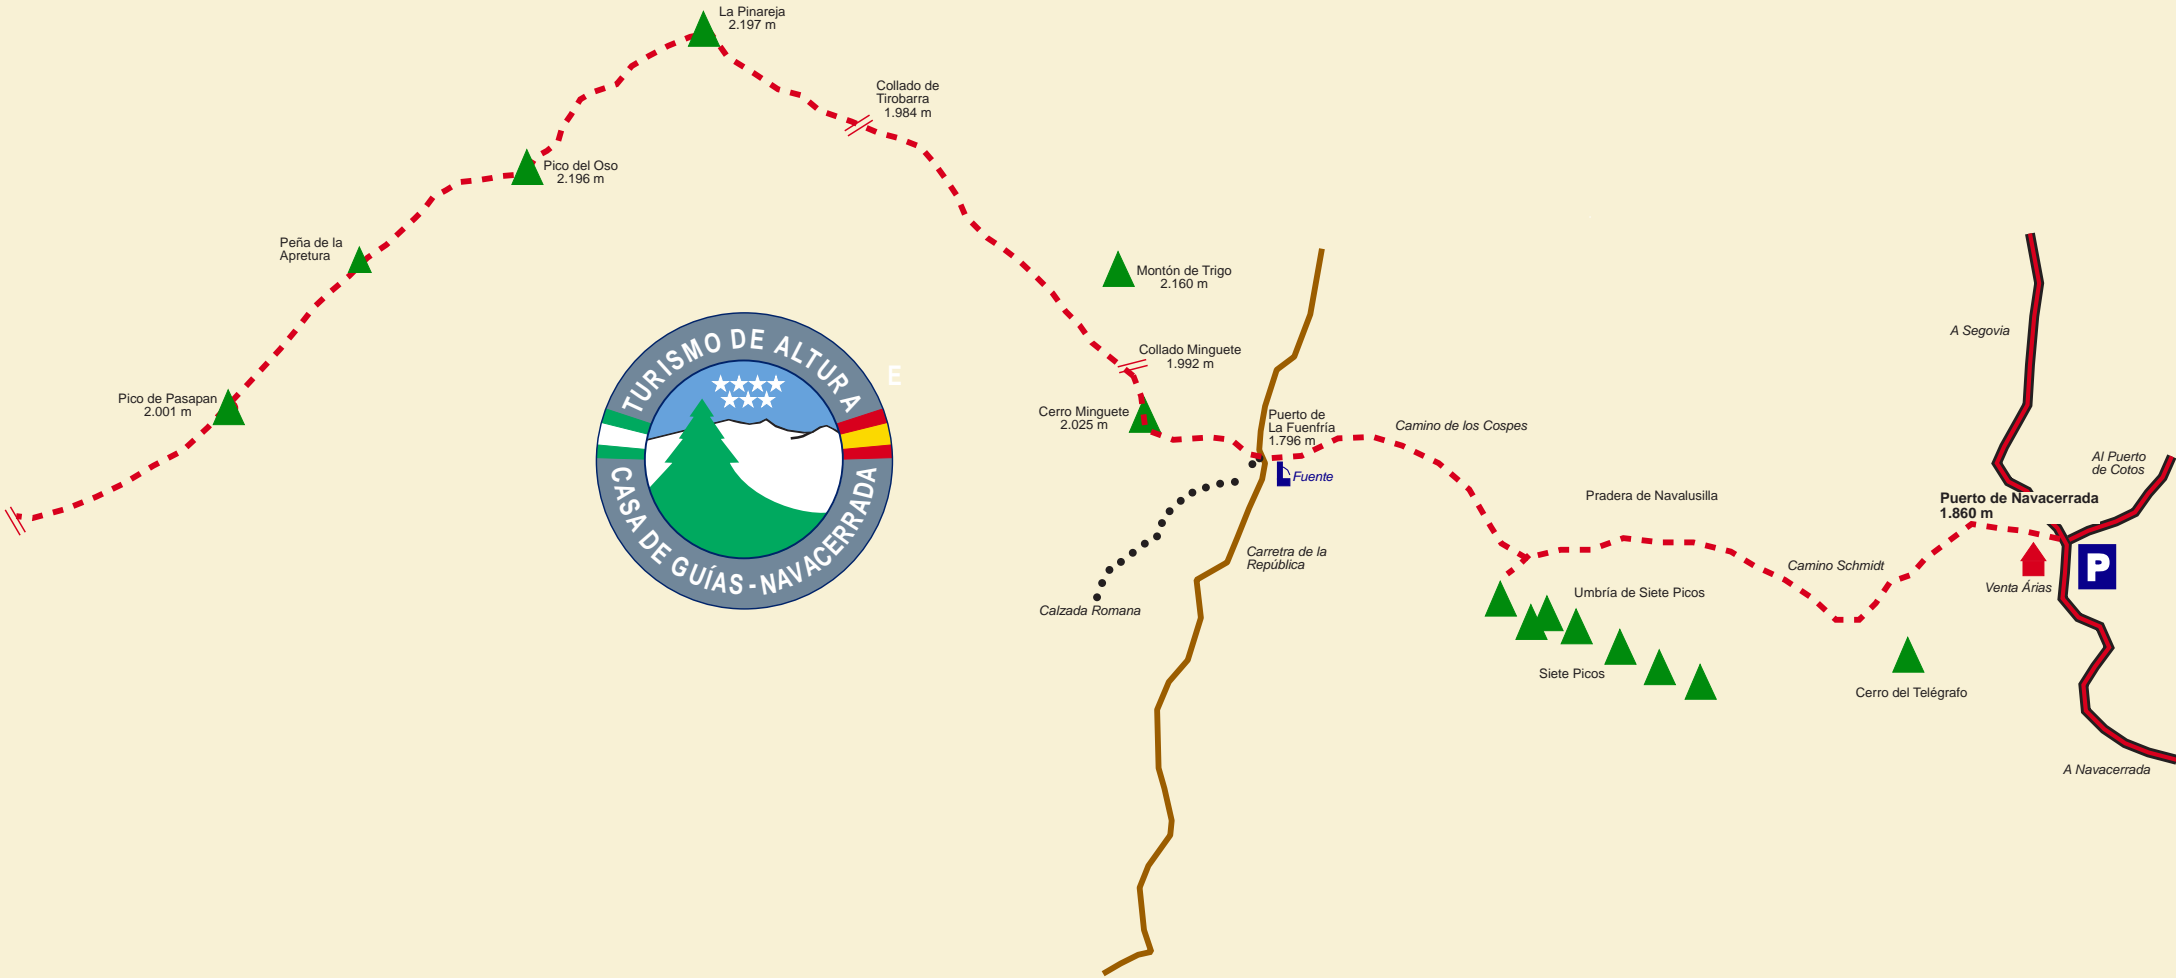 La Pinareja
2.197 m
Collado de
Tirobarra
1.984 m
Pico del Oso
2.196 m
Peña de la
Apretura
Montón de Trigo
2.160 m
A Segovia
TURISMO DE ALTURA
E
CASA DE GUÍAS - NAVACERRADA
Collado Minguete
1.992 m
Pico de Pasapan
2.001 m
Cerro Minguete
2.025 m
Puerto de
La Fuenfría
1.796 m
Camino de los Cospes
Fuente
Al Puerto
de Cotos
Pradera de Navalusilla
Puerto de Navacerrada
1.860 m
Carretra de la
República
Camino Schmidt
Venta Árias
P
Umbría de Siete Picos
Calzada Romana
Siete Picos
Cerro del Telégrafo
A Navacerrada